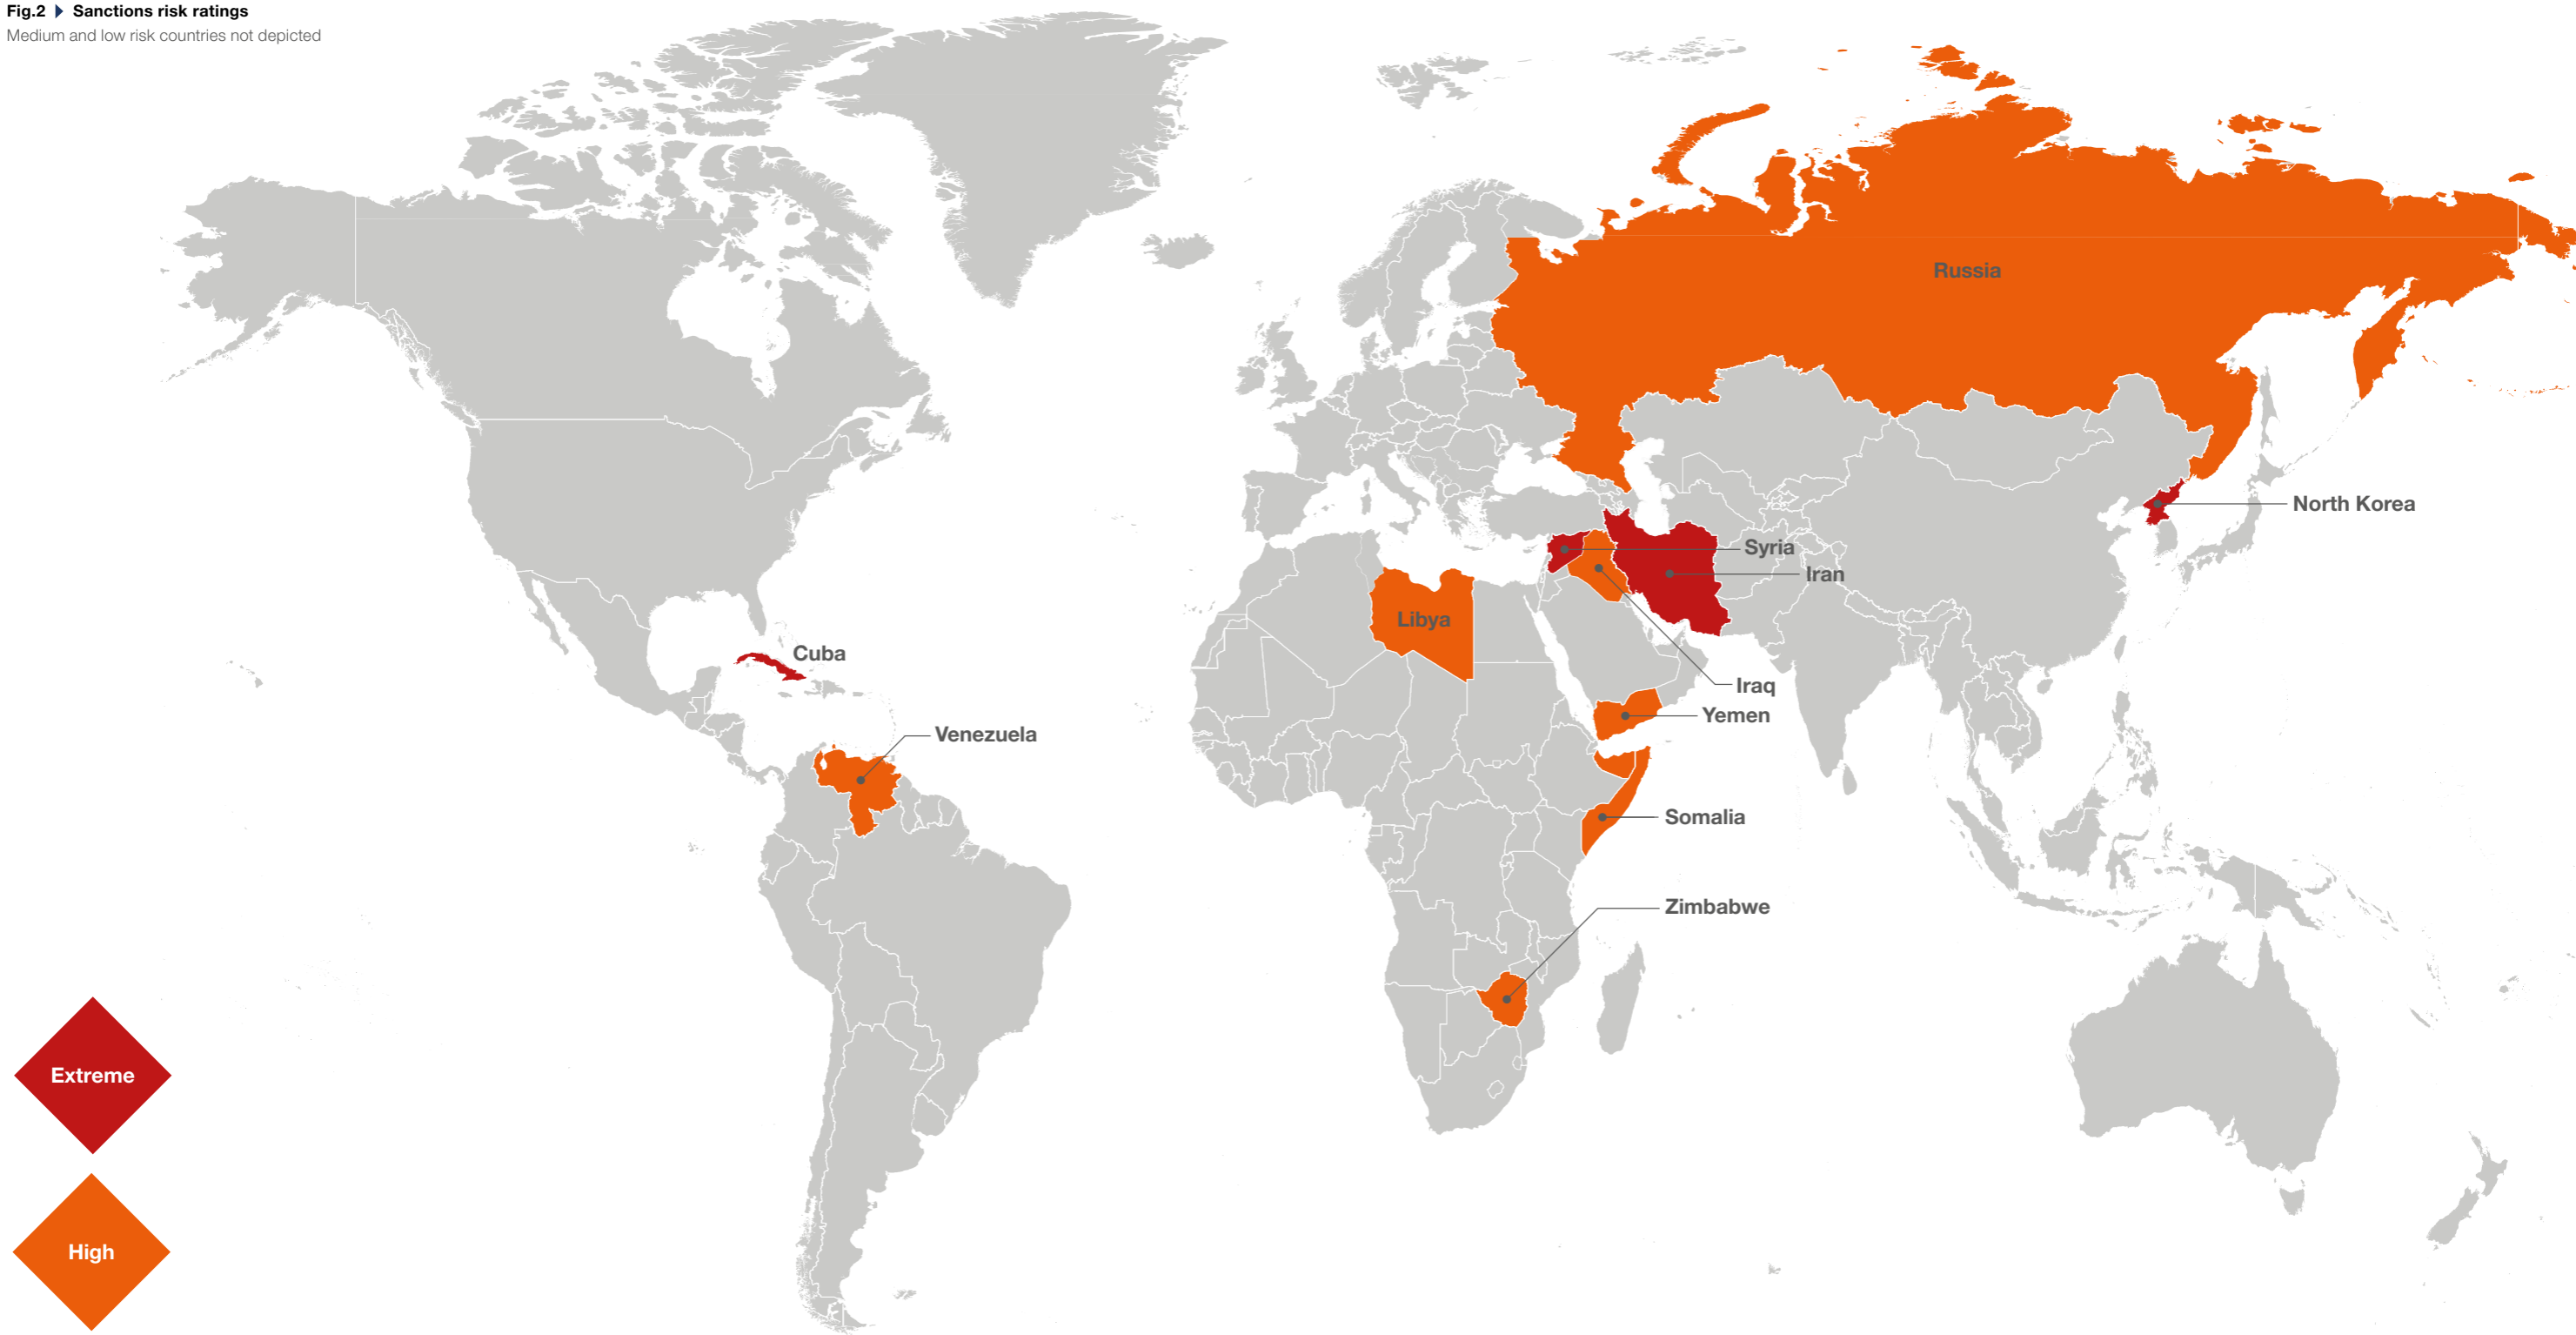 Fig.2 ▶ Sanctions risk ratings
Medium and low risk countries not depicted
Russia
North Korea
Syria
Iran
Libya
Cuba
Iraq
Yemen
Venezuela
Somalia
Zimbabwe
Extreme
High